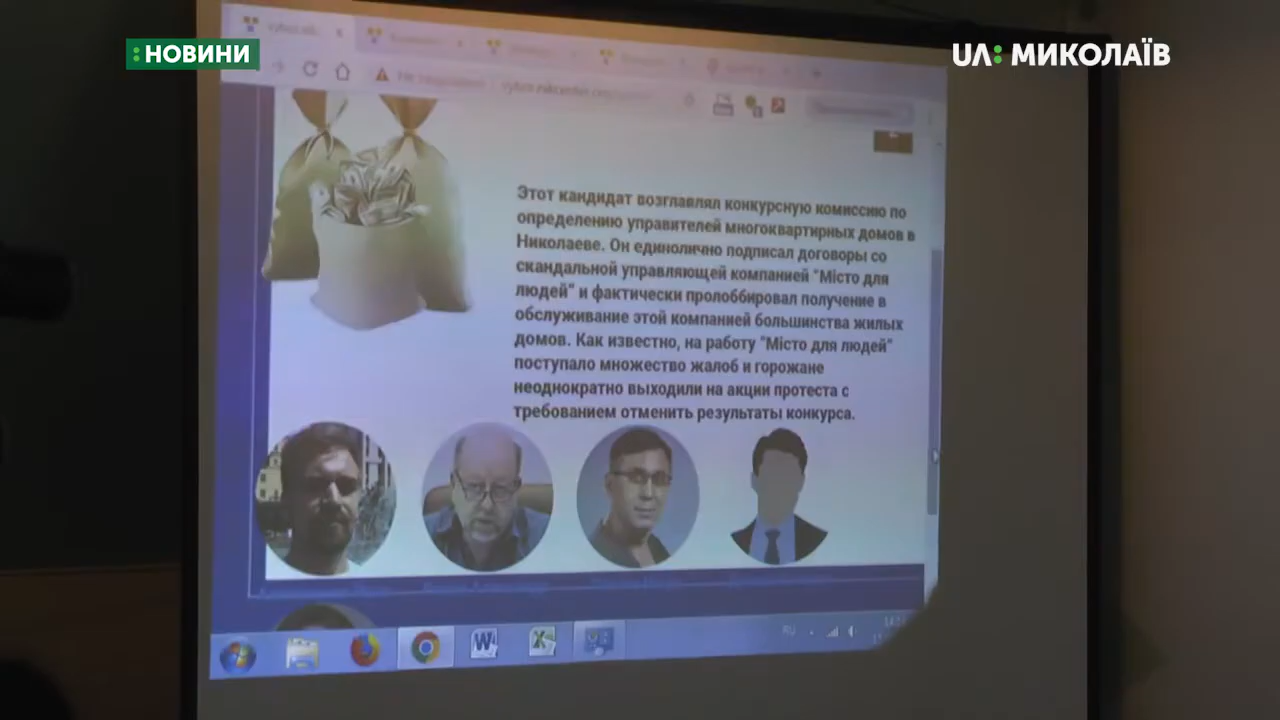 НОВИНИ
UA: МИКОЛАЇВ
Этот кандидат возглавлял конкурсную комиссию по
определению управителей многоквартирных домов в
Николаеве. Он единолично подписал договоры со
скандальной управляющей компанией "Місто для
людей" и фактически пролоббировал получение в
обслуживание этой компанией большинства жилых
домов. Как известно, на работу "Місто для людей"
поступало множество жалоб и горожане
неоднократно выходили на акции протеста с
требованием отменить результаты конкурса.
RU